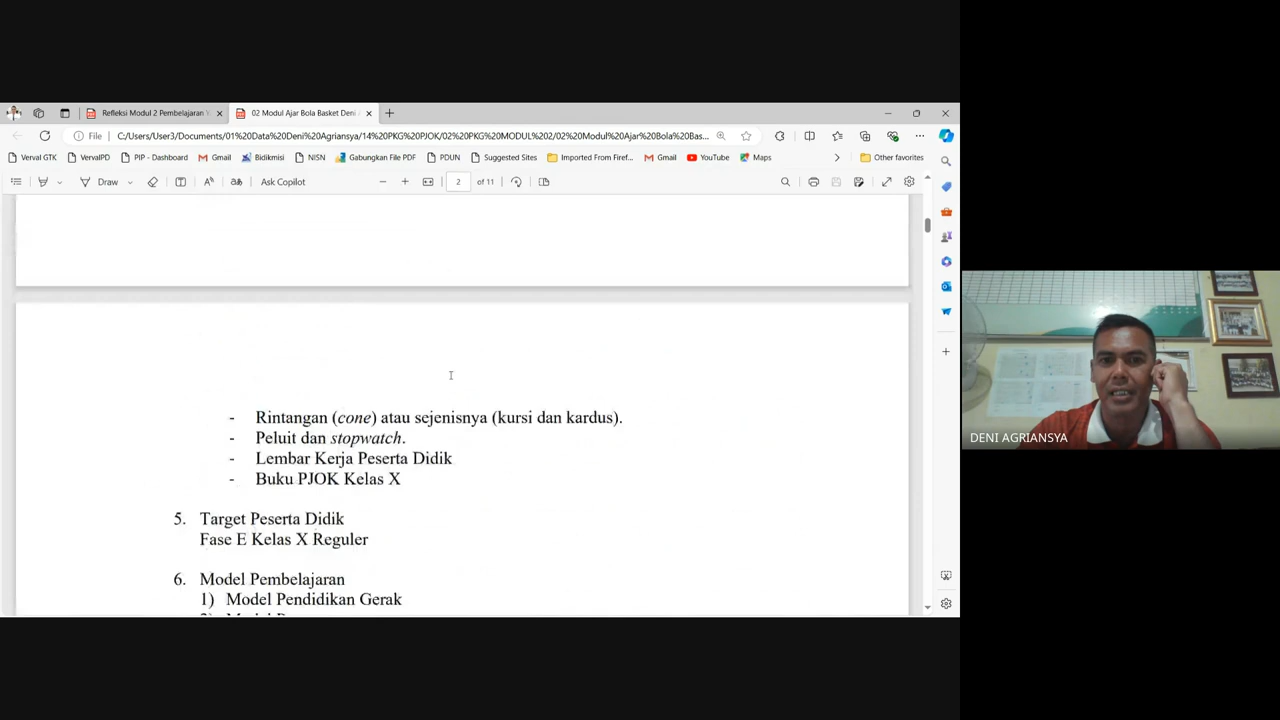 Refleksi Modul 2 Pembelajaran
02 Modul Ajar Bola Basket Deni
File
C:/Users/User3/Documents/01%20Data%20Deni%20Agriansya/14%20PKG%20PJOK/02%20PKG%20MODUL%202/02%20Modul%20Ajar%20Bola%20Bas...
Verval GTK
VervalPD
PIP - Dashboard
Gmail
Bidikmisi
NISN
Gabungkan File PDF
PDUN
Suggested Sites
Imported From Firef...
Gmail
YouTube
Maps
Other favorites
Draw
Ask Copilot
2
of 11
- Rintangan (cone) atau sejenisnya (kursi dan kardus).
- Peluit dan stopwatch.
- Lembar Kerja Peserta Didik
- Buku PJOK Kelas X
5. Target Peserta Didik
Fase E Kelas X Reguler
6. Model Pembelajaran
1) Model Pendidikan Gerak
DENI AGRIANSYA